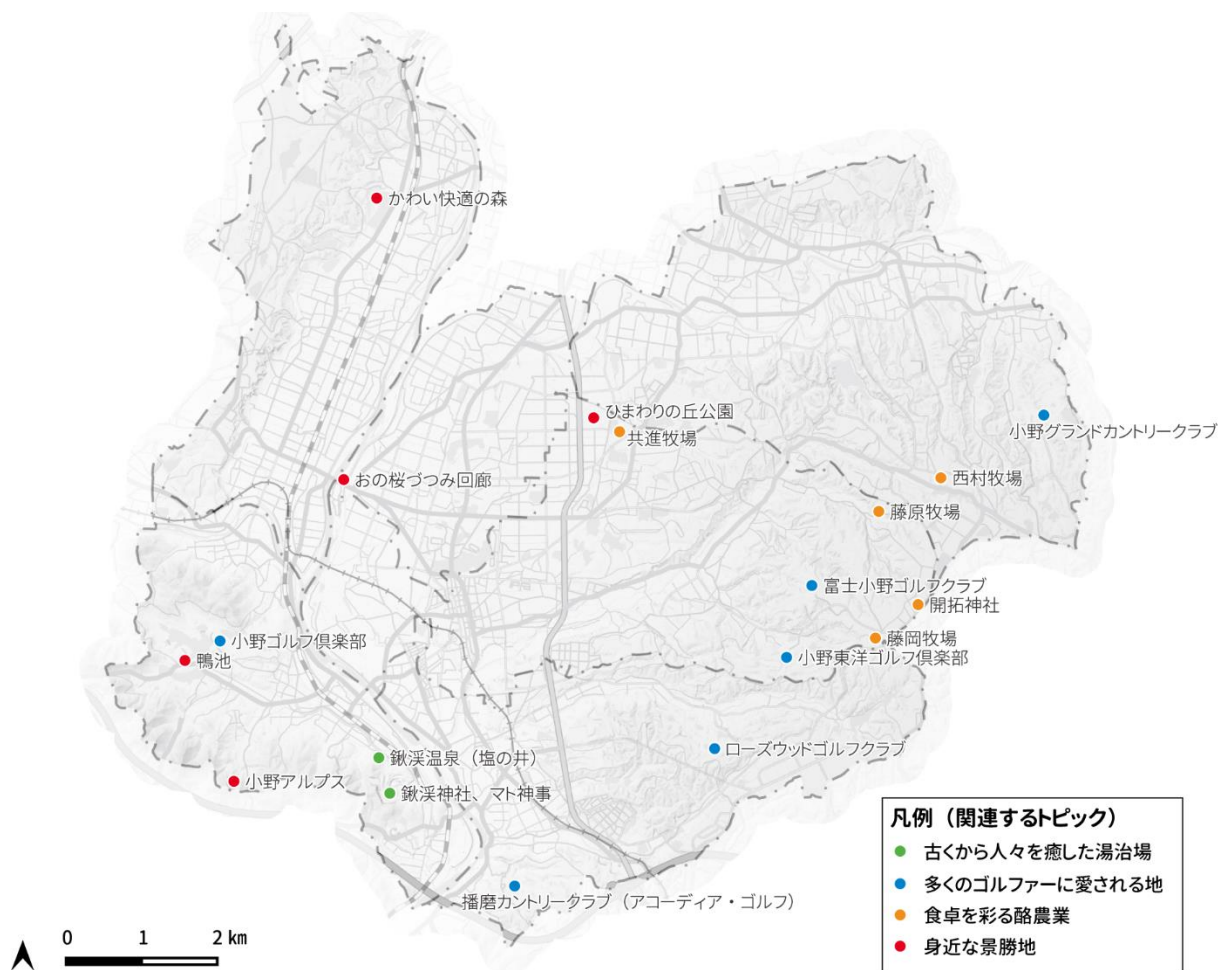 かわい快適の森
ひまわりの丘公園
共進牧場
小野グランドカントリークラブ
おの桜づつみ回廊
西村牧場
藤原牧場
富士小野ゴルフクラブ
開拓神社
小野ゴルフ倶楽部
藤岡牧場
鴨池
小野東洋ゴルフ倶楽部
鍬渓温泉（塩の井）
ローズウッドゴルフクラブ
小野アルプス
鍬渓神社、マト神事
播磨カントリークラブ（アコーディア・ゴルフ）
凡例（関連するトピック）
古くから人々を癒した湯治場
多くのゴルファーに愛される地
食卓を彩る酪農業
身近な景勝地
0 1 2 km